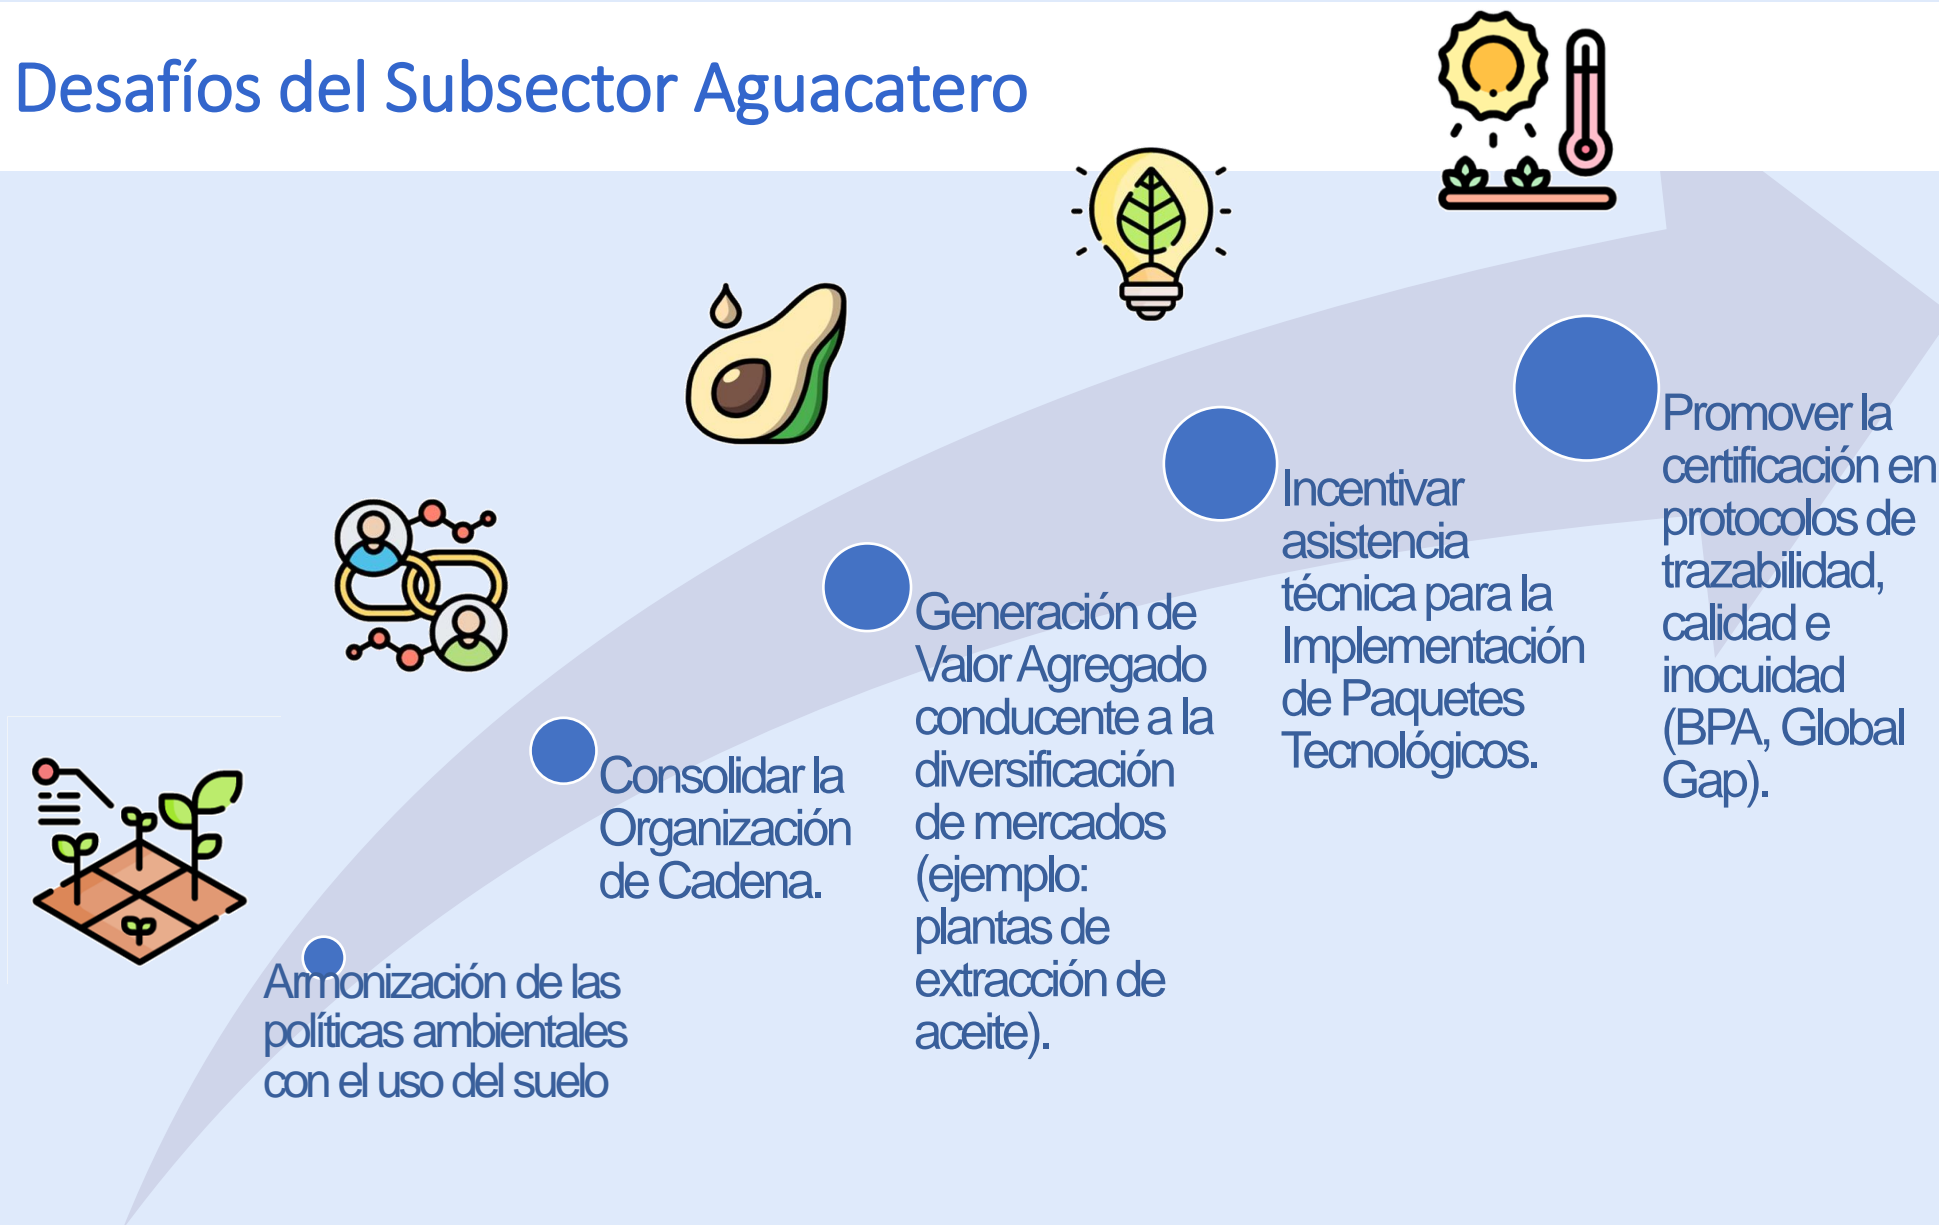 Desafíos del Subsector Aguacatero
Armonización de las
políticas ambientales
con el uso del suelo
Consolidar la
Organización
de Cadena.
Generación de
Valor Agregado
conducente a la
diversificación
de mercados
(ejemplo:
plantas de
extracción de
aceite).
Incentivar
asistencia
técnica para la
Implementación
de Paquetes
Tecnológicos.
Promover la
certificación en
protocolos de
trazabilidad,
calidad e
inocuidad
(BPA, Global
Gap).